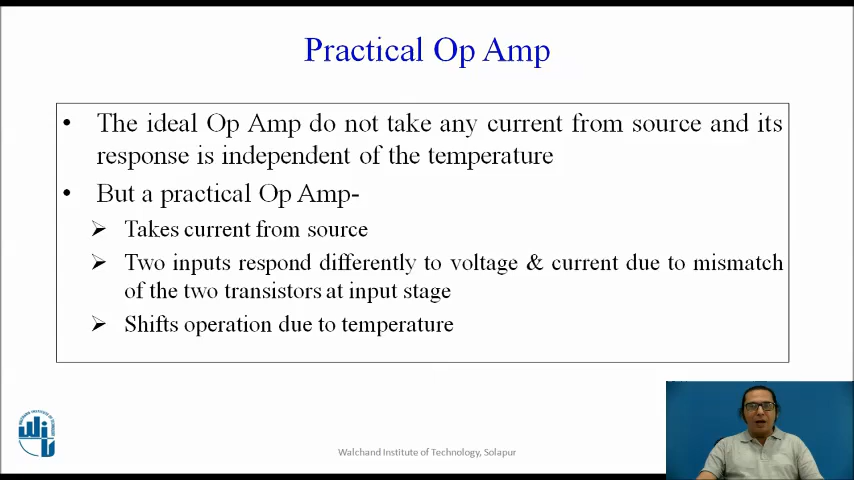 Practical Op Amp
• The ideal Op Amp do not take any current from source and its
response is independent of the temperature
• But a practical Op Amp-
➢ Takes current from source
➢ Two inputs respond differently to voltage & current due to mismatch
of the two transistors at input stage
➢ Shifts operation due to temperature
Walchand Institute of Technology, Solapur